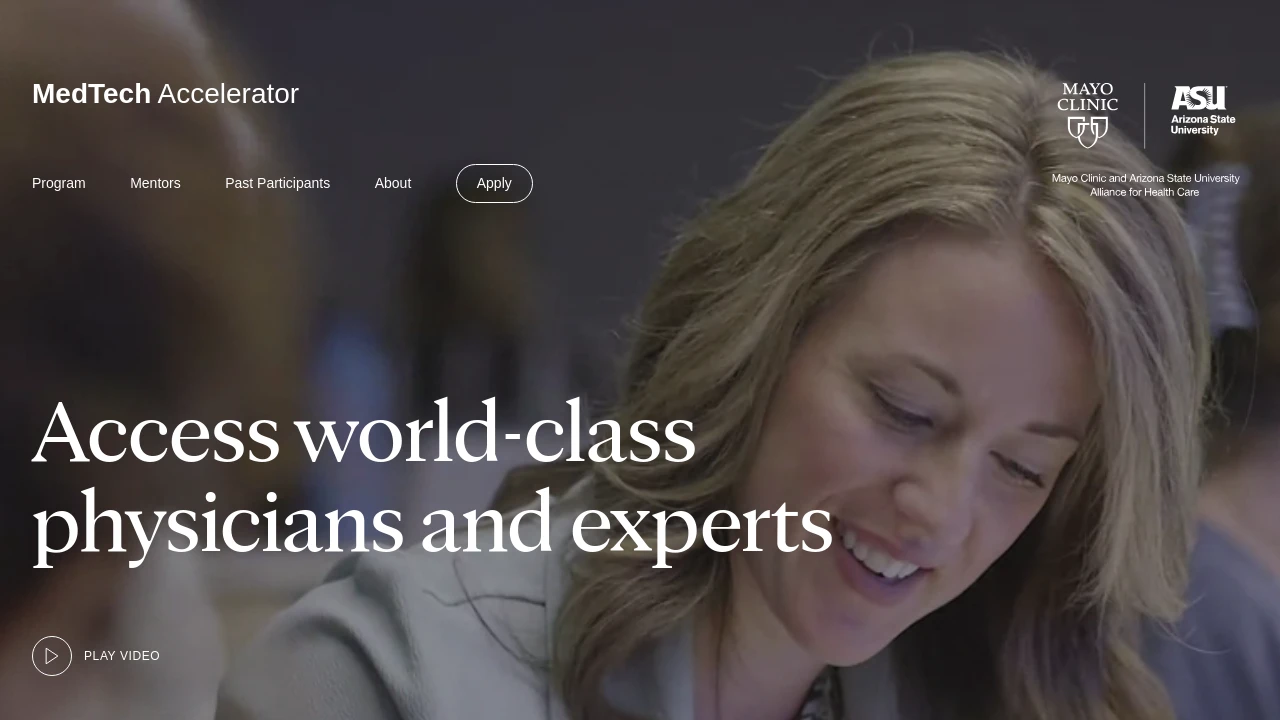 MedTech Accelerator
MAYO
CLINIC
ASU
Arizona State
University
Mayo Clinic and Arizona State University
Alliance for Health Care
Program
Mentors
Past Participants
About
Apply
Access world-class
physicians and experts
PLAY VIDEO